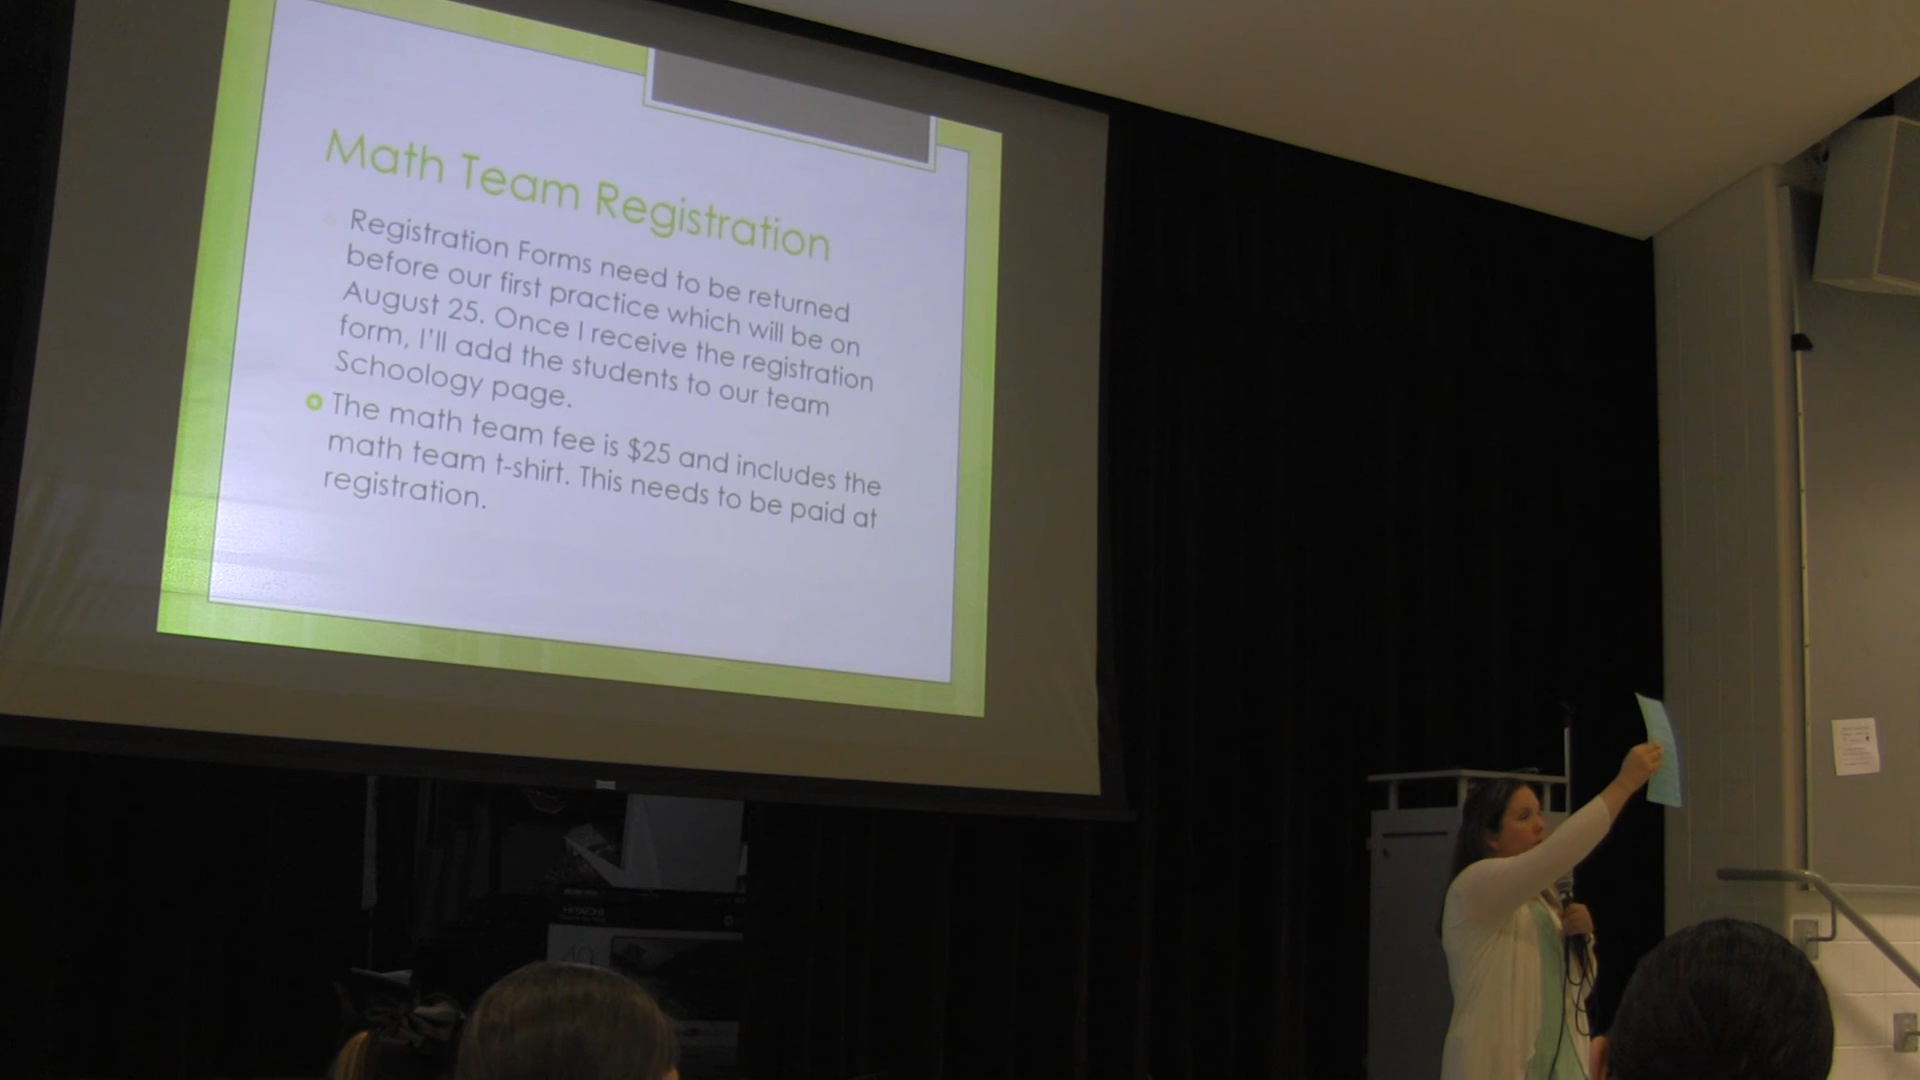 Math Team Registration
Registration Forms need to be returned
before our first practice which will be on
August 25. Once I receive the registration
form, I'll add the students to our team
Schoology page.
The math team fee is $25 and includes the
math team t-shirt. This needs to be paid at
registration.
HITACHI